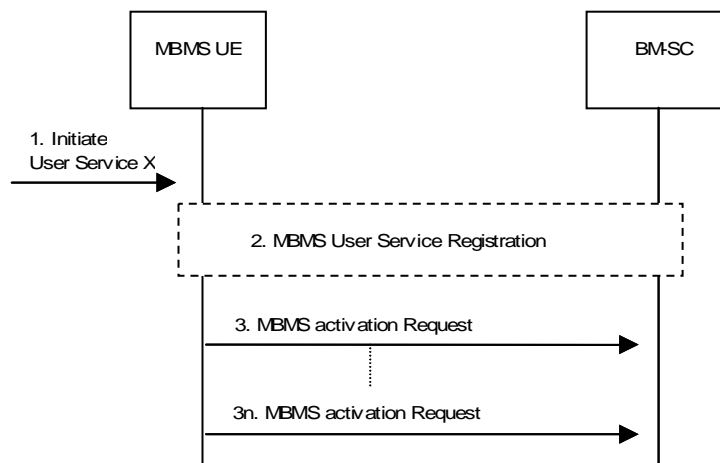 MBMS UE
BM-SC
1. Initiate
User Service X
2. MBMS User Service Registration
3. MBMS activation Request
3n. MBMS activation Request